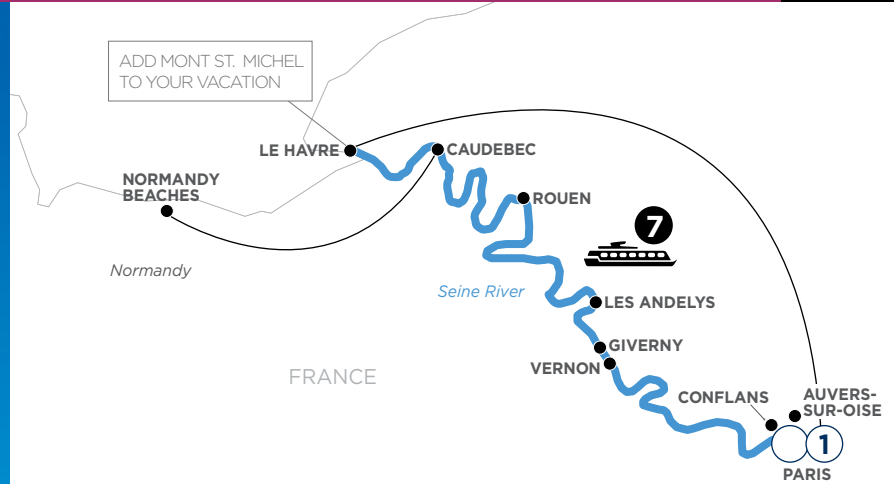 ADD MONT ST. MICHEL
TO YOUR VACATION
LE HAVRE
CAUDEBEC
NORMANDY
BEACHES
ROUEN
7
Normandy
Seine River
LES ANDELYS
GIVERNY
VERNON
FRANCE
CONFLANS
AUVERS-
SUR-OISE
1
PARIS